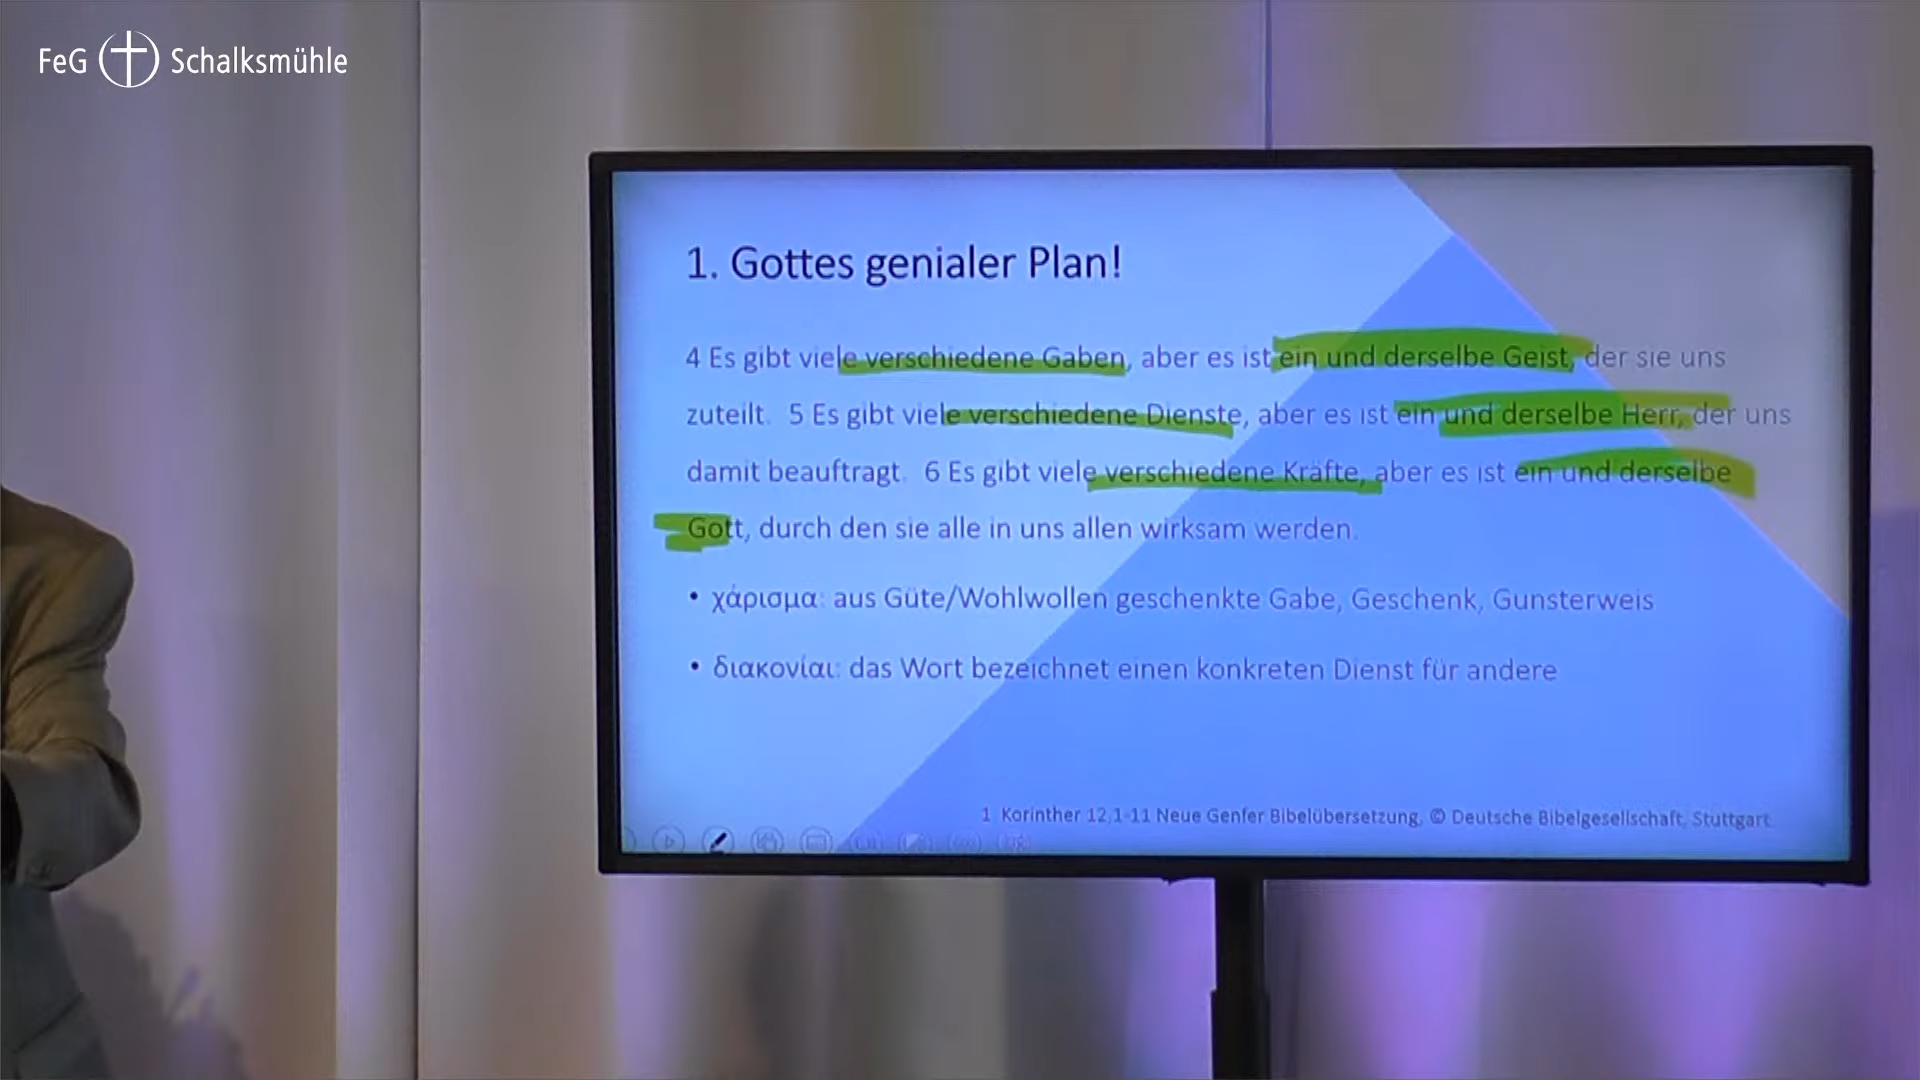 FeG Schalksmühle
1. Gottes genialer Plan!
4 Es gibt viele verschiedene Gaben, aber es ist ein und derselbe Geist, der sie uns
zuteilt. 5 Es gibt viele verschiedene Dienste, aber es ist ein und derselbe Herr, der uns
damit beauftragt. 6 Es gibt viele verschiedene Kräfte, aber es ist ein und derselbe
Gott, durch den sie alle in uns allen wirksam werden.
• χάρισμα: aus Güte/Wohlwollen geschenkte Gabe, Geschenk, Gunsterweis
• διακονίαι: das Wort bezeichnet einen konkreten Dienst für andere
1. Korinther 12,1-11 Neue Genfer Bibelübersetzung, © Deutsche Bibelgesellschaft, Stuttgart.